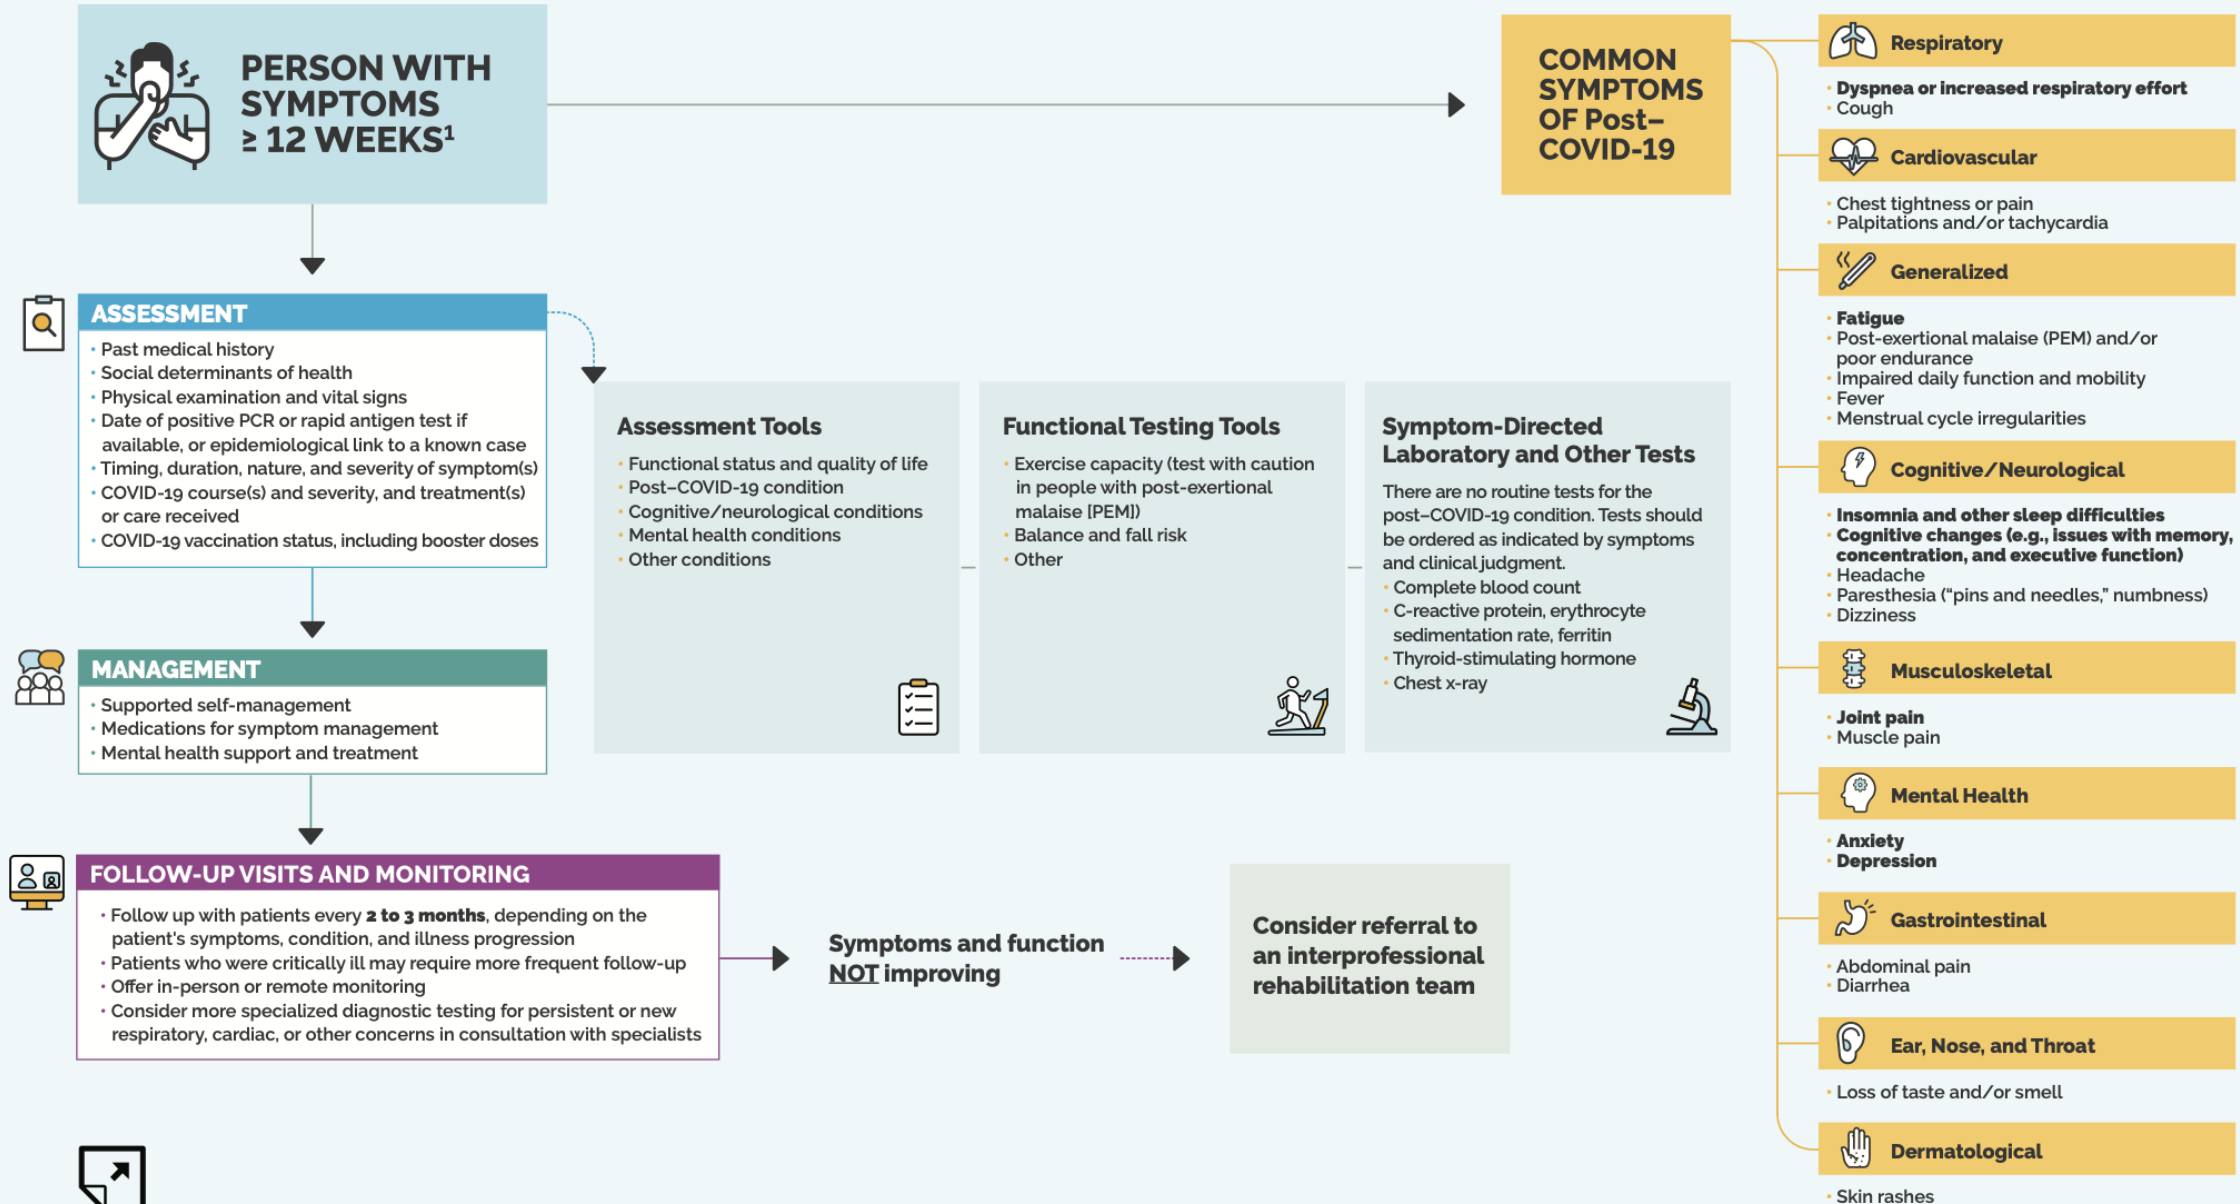 PERSON WITH
SYMPTOMS
≥ 12 WEEKS¹
COMMON
SYMPTOMS
OF Post–
COVID-19
ASSESSMENT
• Past medical history
• Social determinants of health
• Physical examination and vital signs
• Date of positive PCR or rapid antigen test if
available, or epidemiological link to a known case
• Timing, duration, nature, and severity of symptom(s)
• COVID-19 course(s) and severity, and treatment(s)
or care received
• COVID-19 vaccination status, including booster doses
Assessment Tools
• Functional status and quality of life
• Post–COVID-19 condition
• Cognitive/neurological conditions
• Mental health conditions
• Other conditions
Functional Testing Tools
• Exercise capacity (test with caution
in people with post-exertional
malaise [PEM])
• Balance and fall risk
• Other
Symptom-Directed
Laboratory and Other Tests
There are no routine tests for the
post–COVID-19 condition. Tests should
be ordered as indicated by symptoms
and clinical judgment.
• Complete blood count
• C-reactive protein, erythrocyte
sedimentation rate, ferritin
• Thyroid-stimulating hormone
• Chest x-ray
MANAGEMENT
• Supported self-management
• Medications for symptom management
• Mental health support and treatment
FOLLOW-UP VISITS AND MONITORING
• Follow up with patients every 2 to 3 months, depending on the
patient's symptoms, condition, and illness progression
• Patients who were critically ill may require more frequent follow-up
• Offer in-person or remote monitoring
• Consider more specialized diagnostic testing for persistent or new
respiratory, cardiac, or other concerns in consultation with specialists
Symptoms and function
NOT improving
Consider referral to
an interprofessional
rehabilitation team
Respiratory
• Dyspnea or increased respiratory effort
• Cough
Cardiovascular
• Chest tightness or pain
• Palpitations and/or tachycardia
Generalized
• Fatigue
• Post-exertional malaise (PEM) and/or
poor endurance
• Impaired daily function and mobility
• Fever
• Menstrual cycle irregularities
Cognitive/Neurological
• Insomnia and other sleep difficulties
• Cognitive changes (e.g., issues with memory,
concentration, and executive function)
• Headache
• Paresthesia (“pins and needles,” numbness)
• Dizziness
Musculoskeletal
• Joint pain
• Muscle pain
Mental Health
• Anxiety
• Depression
Gastrointestinal
• Abdominal pain
• Diarrhea
Ear, Nose, and Throat
• Loss of taste and/or smell
Dermatological
• Skin rashes